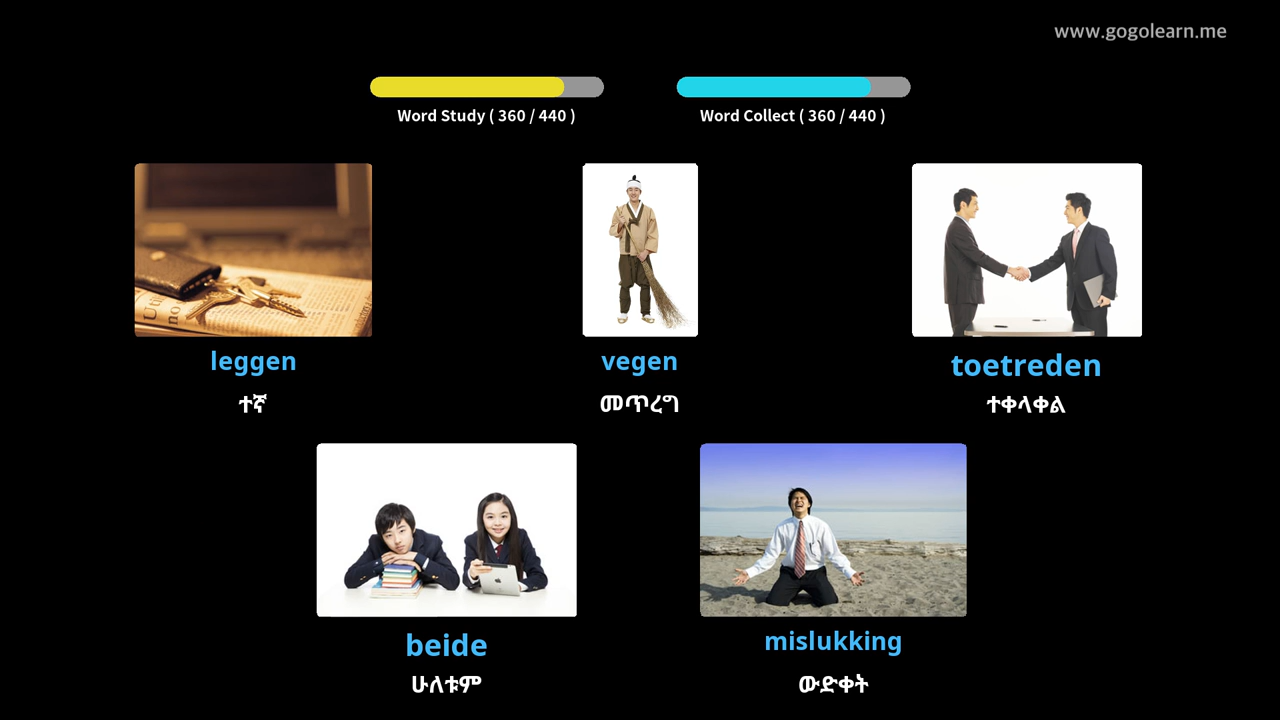 www.gogolearn.me
Word Study ( 360 / 440 )
Word Collect ( 360 / 440 )
leggen
ተኛ
vegen
መጥረግ
toetreden
ተቀላቀል
beide
ሁለቱም
mislukking
ውድቀት